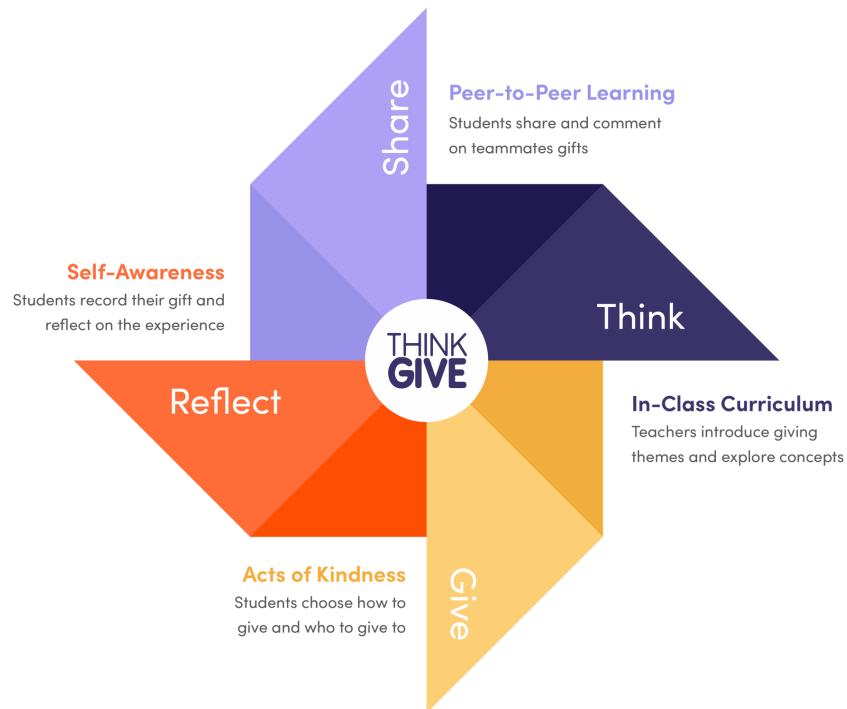 Share
Peer-to-Peer Learning
Students share and comment
on teammates gifts
Self-Awareness
Students record their gift and
reflect on the experience
Think
THINK
GIVE
Reflect
In-Class Curriculum
Teachers introduce giving
themes and explore concepts
Acts of Kindness
Students choose how to
give and who to give to
Give